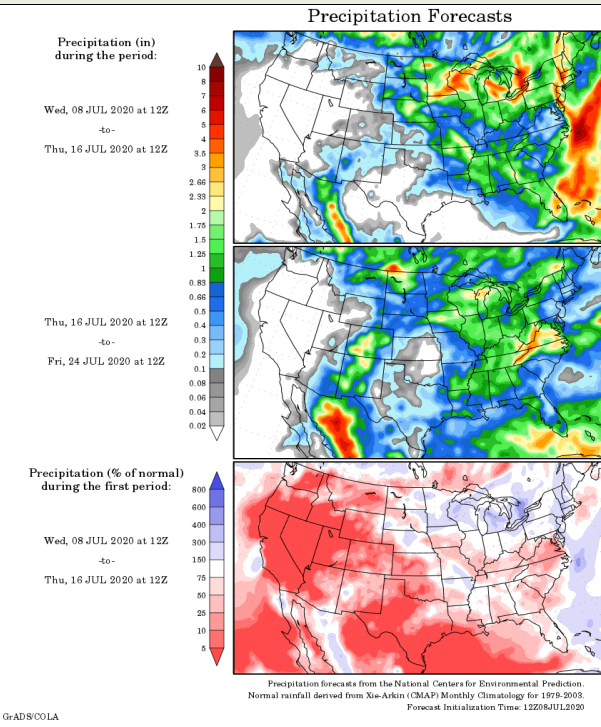 Precipitation Forecasts
Precipitation (in)
during the period:
Wed, 08 JUL 2020 at 12Z
-to-
Thu, 16 JUL 2020 at 12Z
10
8
7
6
5
4
3.5
3
2.66
2.33
2
1.75
1.5
1.25
1
0.83
0.66
0.5
0.4
0.3
0.2
0.1
0.08
0.06
0.04
0.02
Thu, 16 JUL 2020 at 12Z
-to-
Fri, 24 JUL 2020 at 12Z
Precipitation (% of normal)
during the first period:
Wed, 08 JUL 2020 at 12Z
-to-
Thu, 16 JUL 2020 at 12Z
800
600
400
300
150
75
50
25
10
5
Precipitation forecasts from the National Centers for Environmental Prediction.
Normal rainfall derived from Xie-Arkin (CMAP) Monthly Climatology for 1979-2003.
Forecast Initialization Time: 12Z08JUL2020
GrADS/COLA